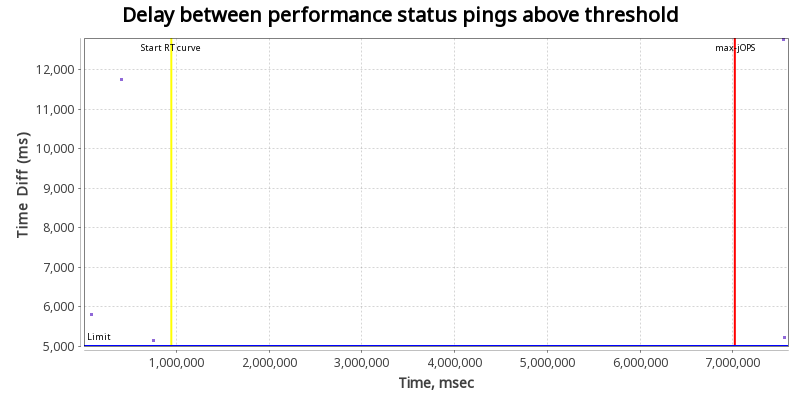 Delay between performance status pings above threshold
Start RT curve
max-jOPS
12,000
11,000
10,000
9,000
8,000
7,000
6,000
5,000
Time Diff (ms)
Limit
1,000,000
2,000,000
3,000,000
4,000,000
5,000,000
6,000,000
7,000,000
Time, msec